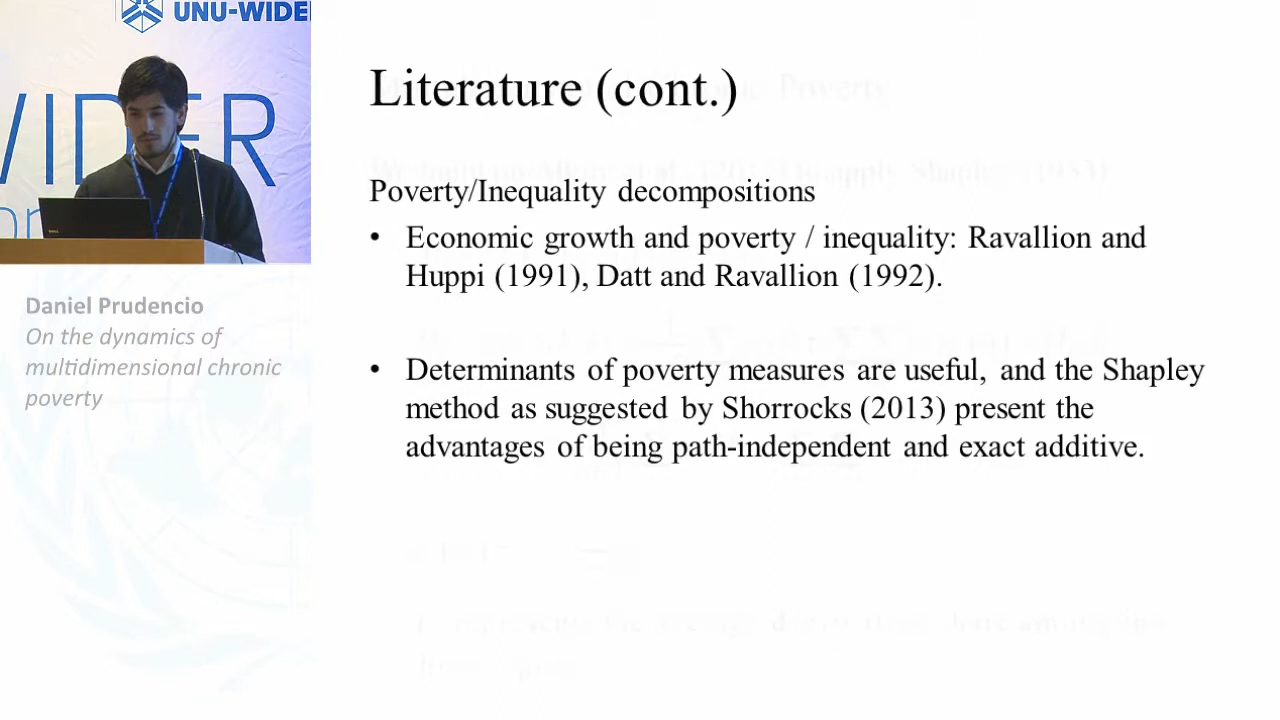 UNU-WIDE
WIDER
Literature (cont.)
Poverty/Inequality decompositions
• Economic growth and poverty / inequality: Ravallion and
Huppi (1991), Datt and Ravallion (1992).
• Determinants of poverty measures are useful, and the Shapley
method as suggested by Shorrocks (2013) present the
advantages of being path-independent and exact additive.
Daniel Prudencio
On the dynamics of
multidimensional chronic
poverty